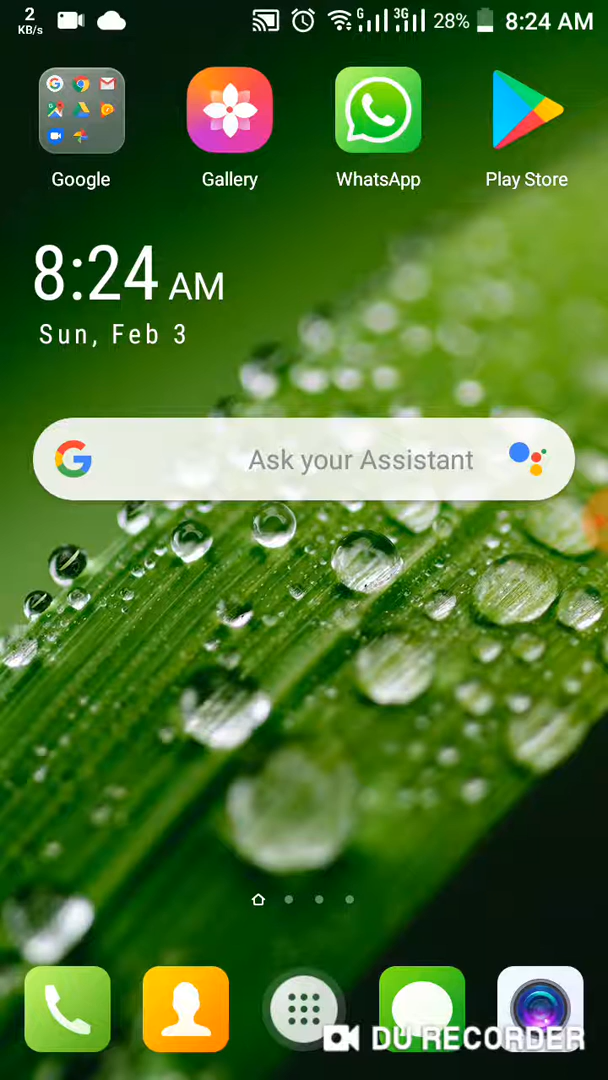 2
KB/s
G
3G
28%
8:24 AM
Google
Gallery
WhatsApp
Play Store
8:24 AM
Sun, Feb 3
Ask your Assistant
DU RECORDER